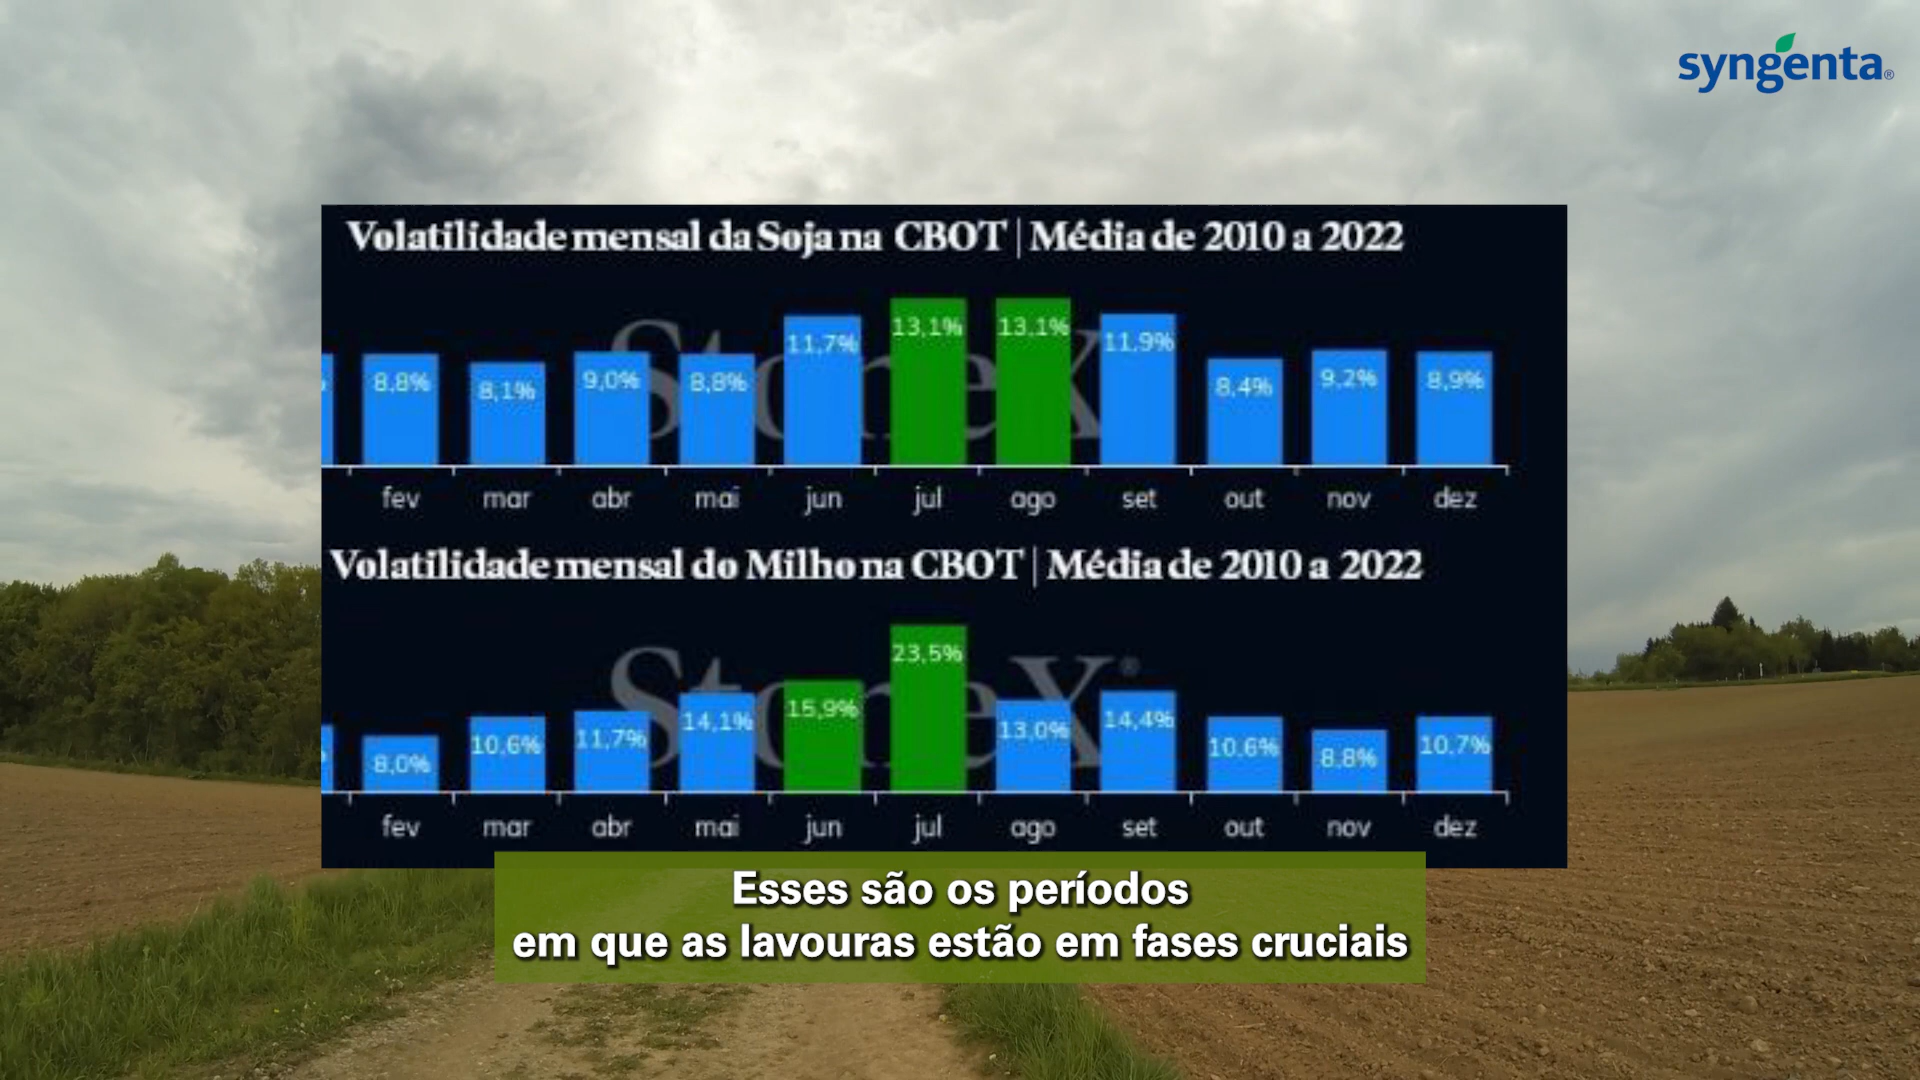 syngenta®
Volatilidade mensal da Soja na CBOT | Média de 2010 a 2022
StoneX
8,8% 8,1% 9,0% 8,8% 11,7% 13,1% 13,1% 11,9% 8,4% 9,2% 8,9%
fev mar abr mai jun jul ago set out nov dez
Volatilidade mensal do Milho na CBOT | Média de 2010 a 2022
StoneX®
8,0% 10,6% 11,7% 14,1% 15,9% 23,5% 13,0% 14,4% 10,6% 8,8% 10,7%
fev mar abr mai jun jul ago set out nov dez
Esses são os períodos
em que as lavouras estão em fases cruciais